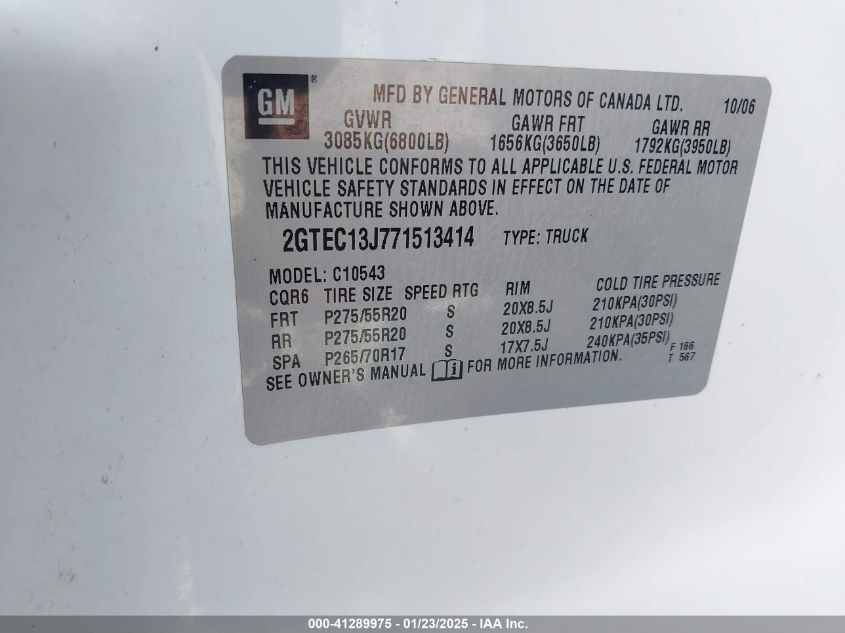 GM ® MFD BY GENERAL MOTORS OF CANADA LTD. 10/06
GVWR GAWR FRT GAWR RR
3085KG(6800LB) 1656KG(3650LB) 1792KG(3950LB)
THIS VEHICLE CONFORMS TO ALL APPLICABLE U.S. FEDERAL MOTOR
VEHICLE SAFETY STANDARDS IN EFFECT ON THE DATE OF
MANUFACTURE SHOWN ABOVE.
2GTEC13J771513414 TYPE: TRUCK
MODEL: C10543
CQR6 TIRE SIZE SPEED RTG RIM COLD TIRE PRESSURE
FRT P275/55R20 S 20X8.5J 210KPA(30PSI)
RR P275/55R20 S 20X8.5J 210KPA(30PSI)
SPA P265/70R17 S 17X7.5J 240KPA(35PSI) F 166
SEE OWNER'S MANUAL i FOR MORE INFORMATION. T 567
000-41289975 - 01/23/2025 - IAA Inc.